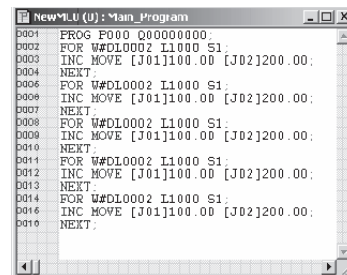 NewMLU (U) : Main_Program
0001 PROG P000 Q00000000;
0002 FOR W#DL0002 L1000 S1;
0003 INC MOVE [J01]100.00 [J02]200.00;
0004 NEXT;
0005 FOR W#DL0002 L1000 S1;
0006 INC MOVE [J01]100.00 [J02]200.00;
0007 NEXT;
0008 FOR W#DL0002 L1000 S1;
0009 INC MOVE [J01]100.00 [J02]200.00;
0010 NEXT;
0011 FOR W#DL0002 L1000 S1;
0012 INC MOVE [J01]100.00 [J02]200.00;
0013 NEXT;
0014 FOR W#DL0002 L1000 S1;
0015 INC MOVE [J01]100.00 [J02]200.00;
0016 NEXT;